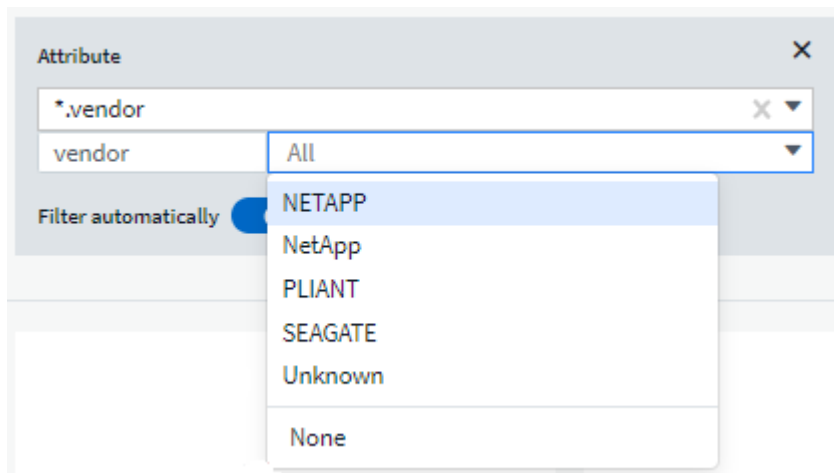 Attribute
*.vendor
vendor All
Filter automatically
NETAPP
NetApp
PLIANT
SEAGATE
Unknown
None